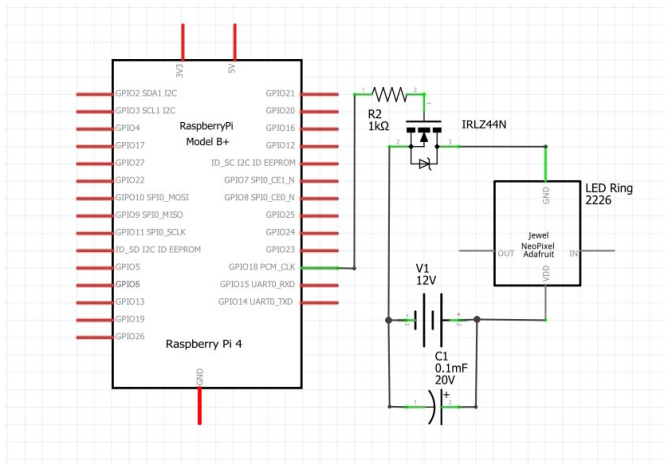 3V3
5V
GPIO2 SDA1 I2C
GPIO3 SCL1 I2C
GPIO4
GPIO17
GPIO27
GPIO22
GIPO10 SPI0_MOSI
GPIO9 SPI0_MISO
GPIO11 SPI0_SCLK
ID_SD I2C ID EEPROM
GPIO5
GPIO6
GPIO13
GPIO19
GPIO26
RaspberryPi
Model B+
Raspberry Pi 4
GND
GPIO21
GPIO20
GPIO16
GPIO12
ID_SC I2C ID EEPROM
GPIO7 SPI0_CE1_N
GPIO8 SPI0_CE0_N
GPIO25
GPIO24
GPIO23
GPIO18 PCM_CLK
GPIO15 UART0_RXD
GPIO14 UART0_TXD
R2
1kΩ
IRLZ44N
LED Ring
2226
GND
Jewel
NeoPixel
Adafruit
OUT
IN
VDD
V1
12V
C1
0.1mF
20V
+